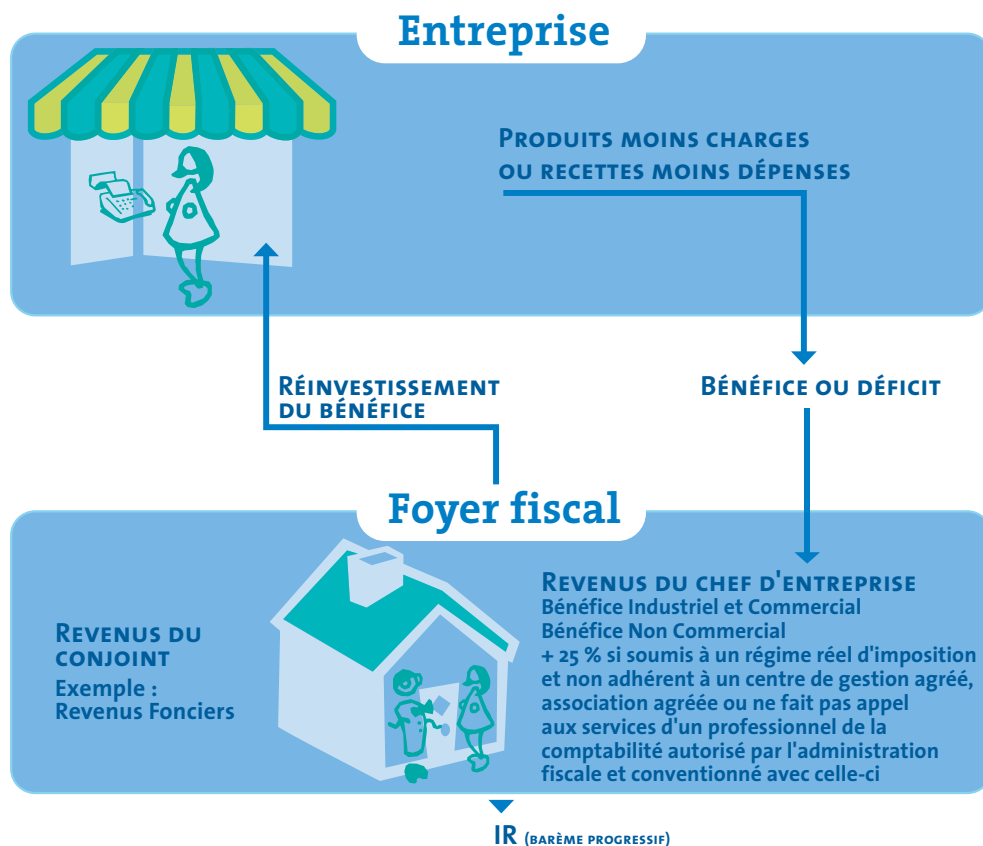 Entreprise
PRODUITS MOINS CHARGES
OU RECETTES MOINS DÉPENSES
RÉINVESTISSEMENT
DU BÉNÉFICE
BÉNÉFICE OU DÉFICIT
Foyer fiscal
REVENUS DU
CONJOINT
Exemple :
Revenus Fonciers
REVENUS DU CHEF D'ENTREPRISE
Bénéfice Industriel et Commercial
Bénéfice Non Commercial
+ 25 % si soumis à un régime réel d'imposition
et non adhérent à un centre de gestion agréé,
association agréée ou ne fait pas appel
aux services d'un professionnel de la
comptabilité autorisé par l'administration
fiscale et conventionné avec celle-ci
IR (BARÈME PROGRESSIF)